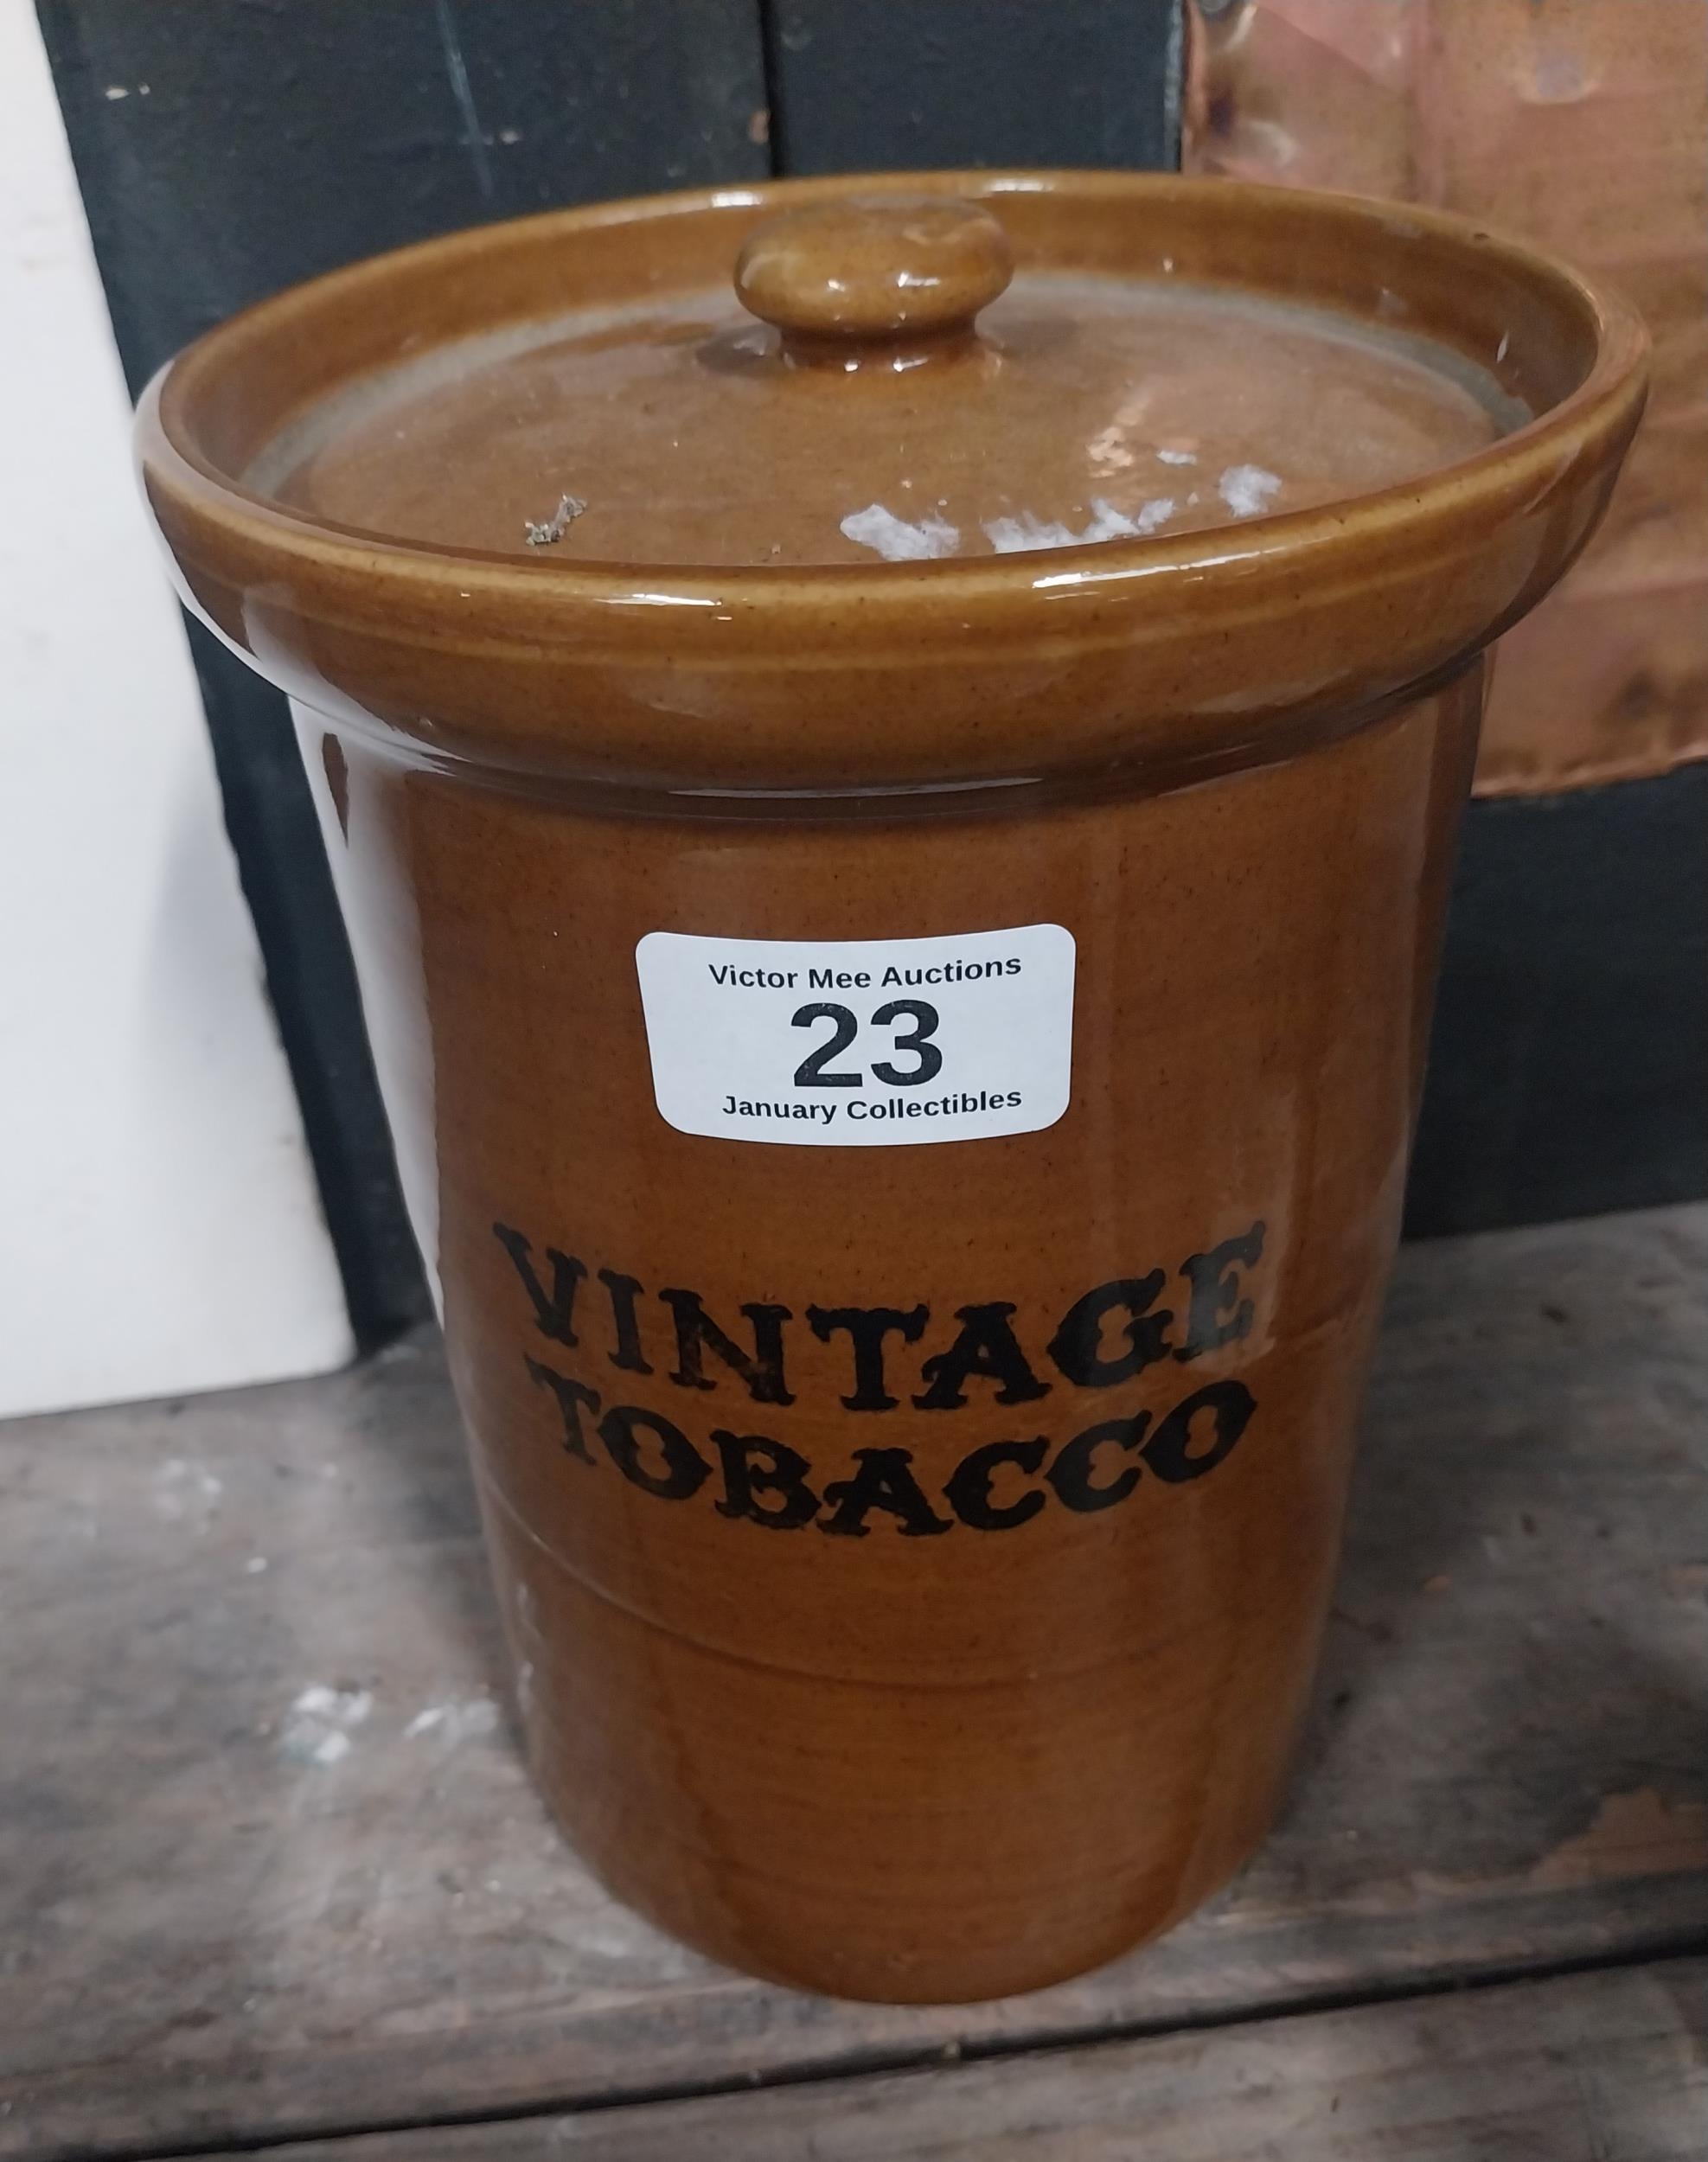 Victor Mee Auctions
23
January Collectibles
VINTAGE
TOBACCO